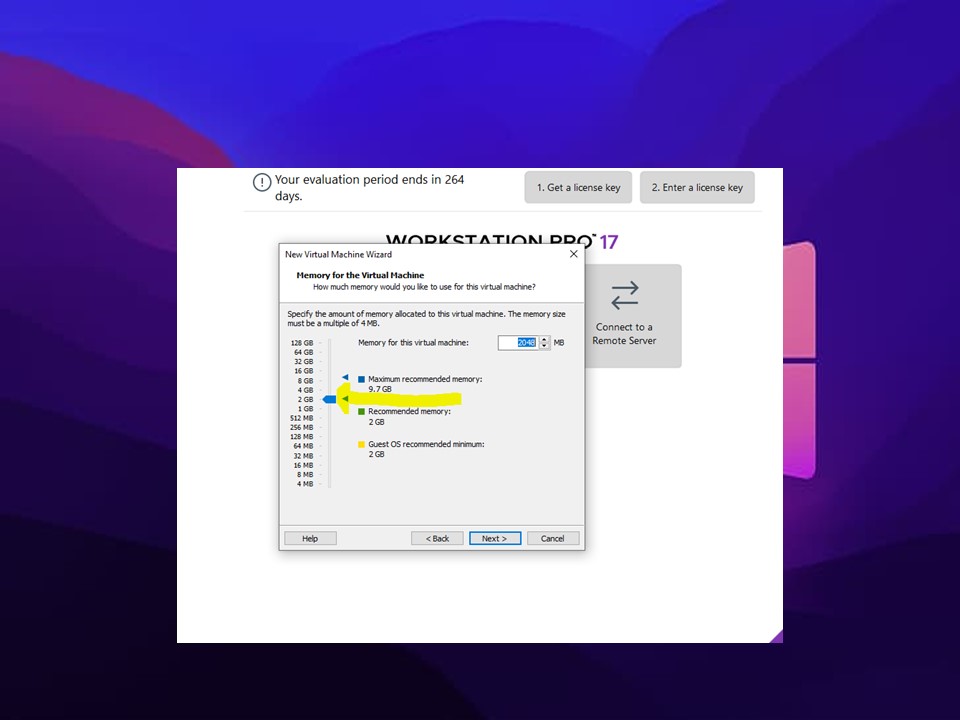 Your evaluation period ends in 264
days.
1. Get a license key
2. Enter a license key
WORKSTATION PRO™ 17
New Virtual Machine Wizard
Memory for the Virtual Machine
How much memory would you like to use for this virtual machine?
Specify the amount of memory allocated to this virtual machine. The memory size
must be a multiple of 4 MB.
Memory for this virtual machine: 2048 MB
128 GB
64 GB
32 GB
16 GB
8 GB
4 GB
2 GB
1 GB
512 MB
256 MB
128 MB
64 MB
32 MB
16 MB
8 MB
4 MB
Maximum recommended memory:
9.7 GB
Recommended memory:
2 GB
Guest OS recommended minimum:
2 GB
Help
< Back
Next >
Cancel
Connect to a
Remote Server